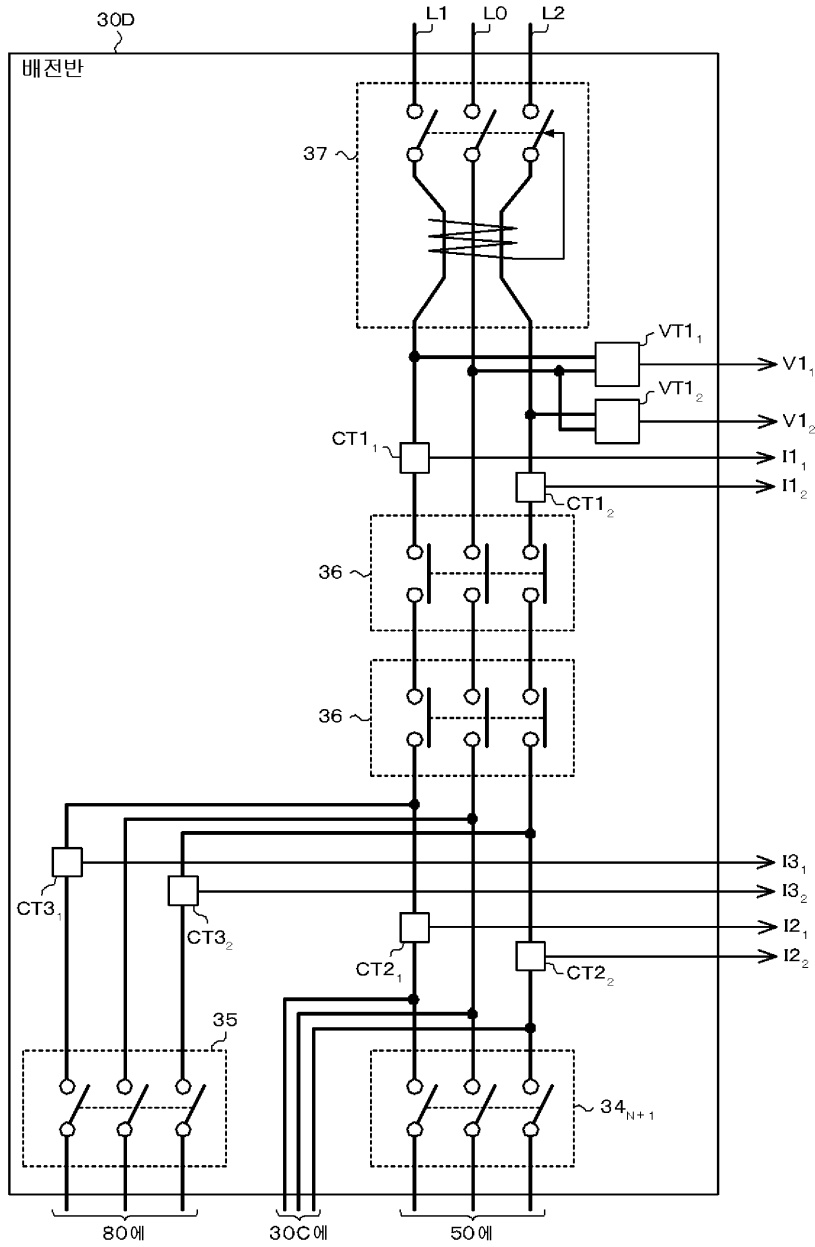 L1 L0 L2
30D
배전반
37
VT1₁
V1₁
VT1₂
V1₂
CT1₁
I1₁
I1₂
CT1₂
36
36
I3₁
CT3₁
I3₂
CT3₂
I2₁
CT2₁
I2₂
CT2₂
35
34N+1
80에 30C에 50에